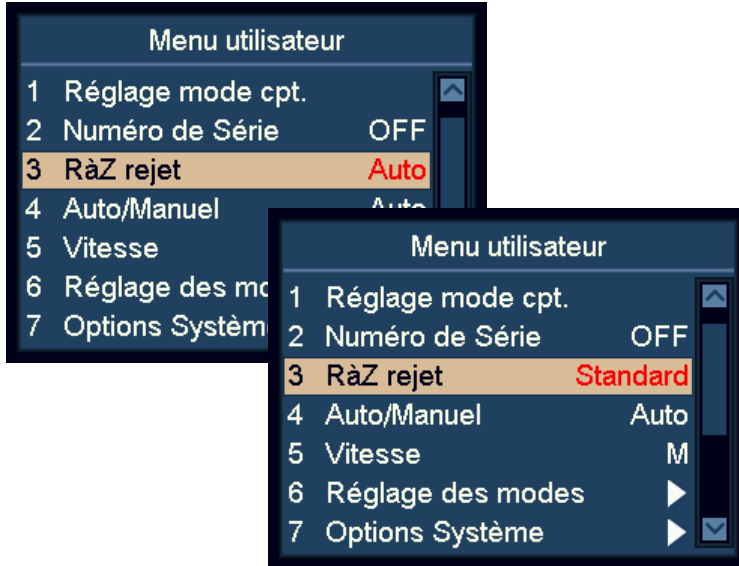 Menu utilisateur
1 Réglage mode cpt.
2 Numéro de Série OFF
3 RàZ rejet Auto
4 Auto/Manuel Auto
5 Vitesse
6 Réglage des mo
7 Options Systèm
Menu utilisateur
1 Réglage mode cpt.
2 Numéro de Série OFF
3 RàZ rejet Standard
4 Auto/Manuel Auto
5 Vitesse M
6 Réglage des modes
7 Options Système